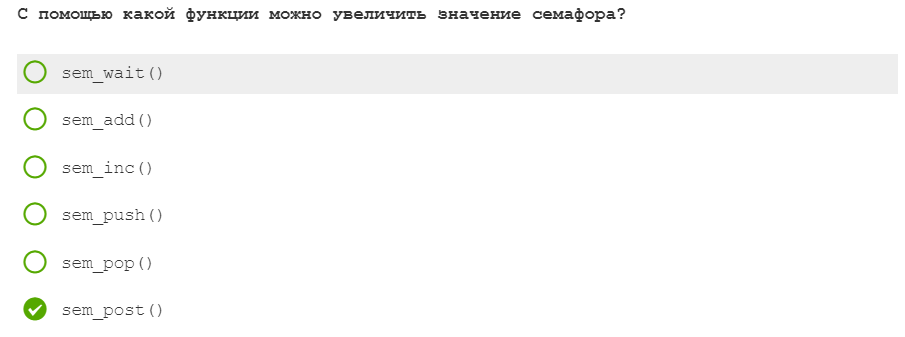 С помощью какой функции можно увеличить значение семафора?
sem_wait()
sem_add()
sem_inc()
sem_push()
sem_pop()
sem_post()